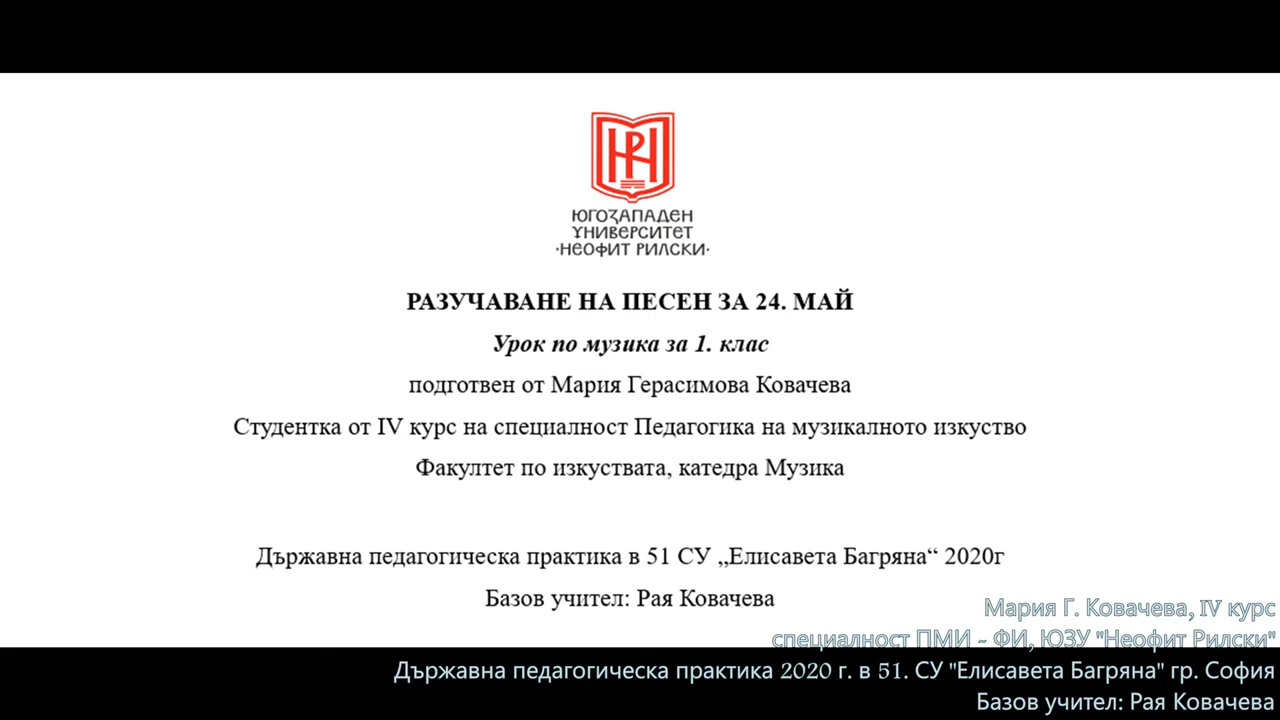 ЮГОЗАПАДЕН
УНИВЕРСИТЕТ
·НЕОФИТ РИЛСКИ·
РАЗУЧАВАНЕ НА ПЕСЕН ЗА 24. МАЙ
Урок по музика за 1. клас
подготвен от Мария Герасимова Ковачева
Студентка от IV курс на специалност Педагогика на музикалното изкуство
Факултет по изкуствата, катедра Музика
Държавна педагогическа практика в 51 СУ „Елисавета Багряна“ 2020г
Базов учител: Рая Ковачева
Мария Г. Ковачева, IV курс
специалност ПМИ - ФИ, ЮЗУ "Неофит Рилски"
Държавна педагогическа практика 2020 г. в 51. СУ "Елисавета Багряна" гр. София
Базов учител: Рая Ковачева